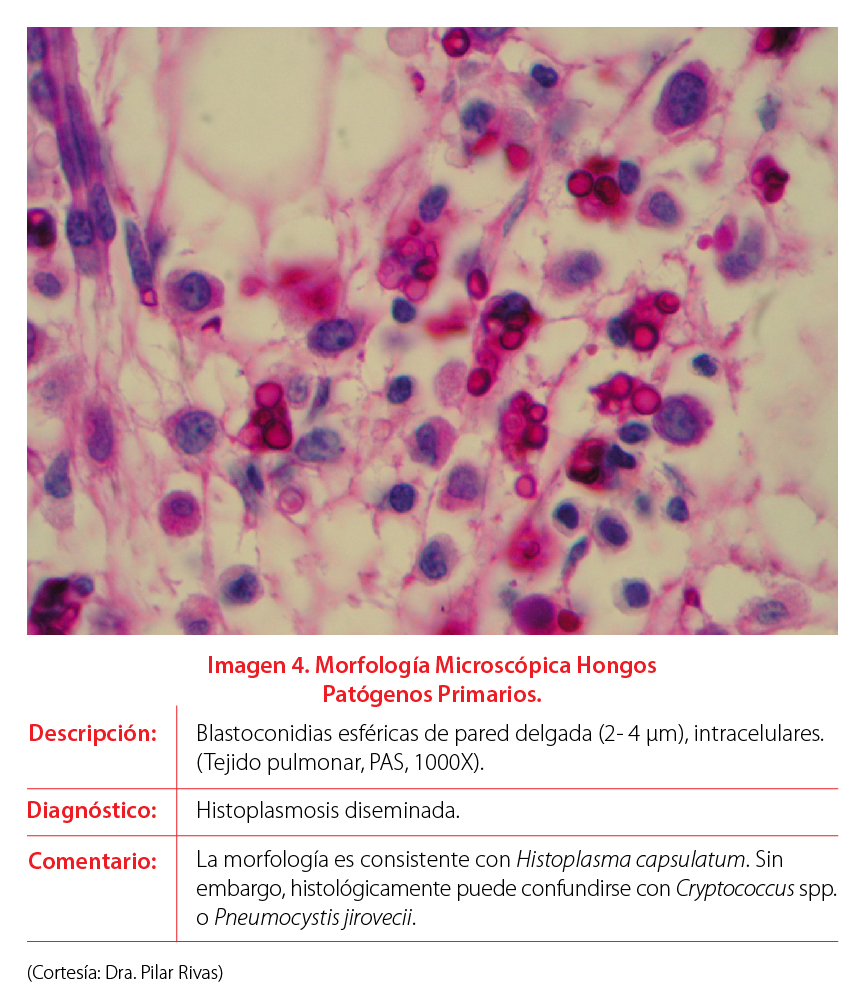 Imagen 4. Morfología Microscópica Hongos
Patógenos Primarios.
Descripción:
Blastoconidias esféricas de pared delgada (2- 4 µm), intracelulares.
(Tejido pulmonar, PAS, 1000X).
Diagnóstico:
Histoplasmosis diseminada.
Comentario:
La morfología es consistente con Histoplasma capsulatum. Sin
embargo, histológicamente puede confundirse con Cryptococcus spp.
o Pneumocystis jirovecii.
(Cortesía: Dra. Pilar Rivas)